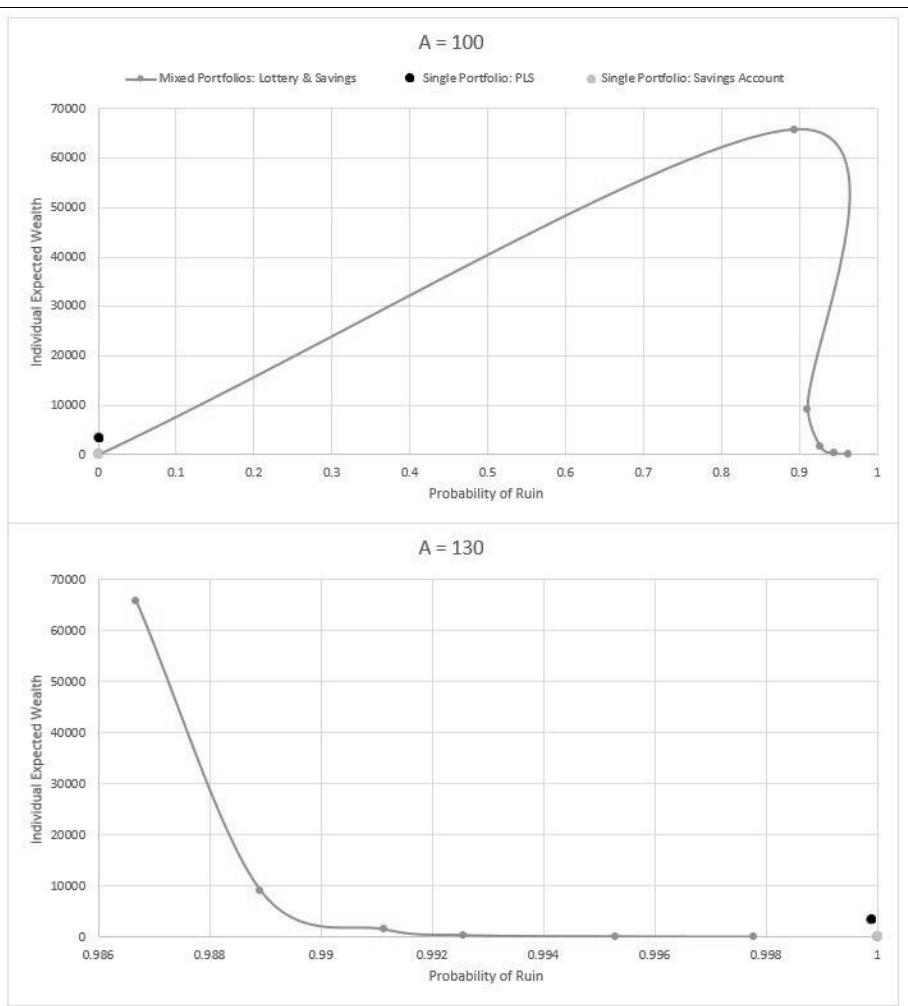 A = 100
Mixed Portfolios: Lottery & Savings Single Portfolio: PLS Single Portfolio: Savings Account
70000
60000
50000
40000
30000
20000
10000
0
Individual Expected Wealth
0 0.1 0.2 0.3 0.4 0.5 0.6 0.7 0.8 0.9 1
Probability of Ruin
A = 130
70000
60000
50000
40000
30000
20000
10000
0
Individual Expected Wealth
0.986 0.988 0.99 0.992 0.994 0.996 0.998 1
Probability of Ruin